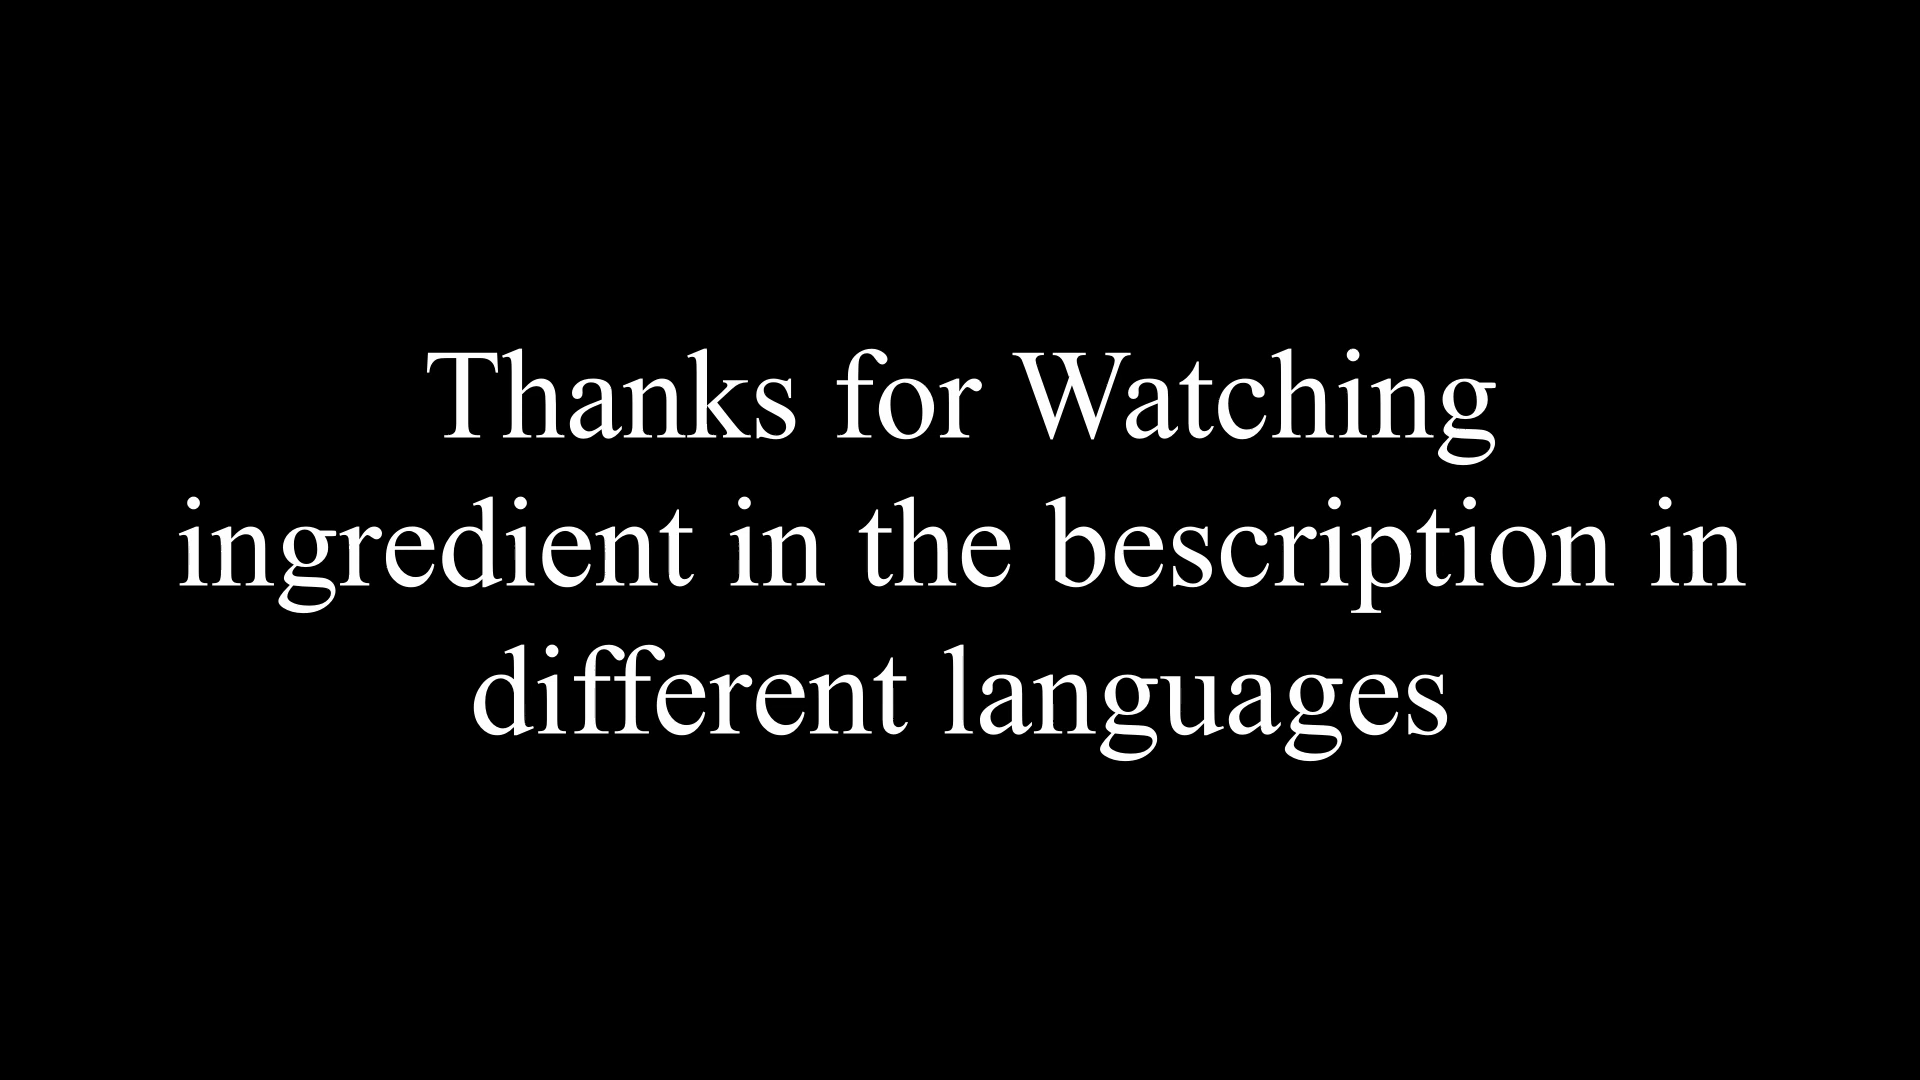 Thanks for Watching
ingredient in the bescription in
different languages